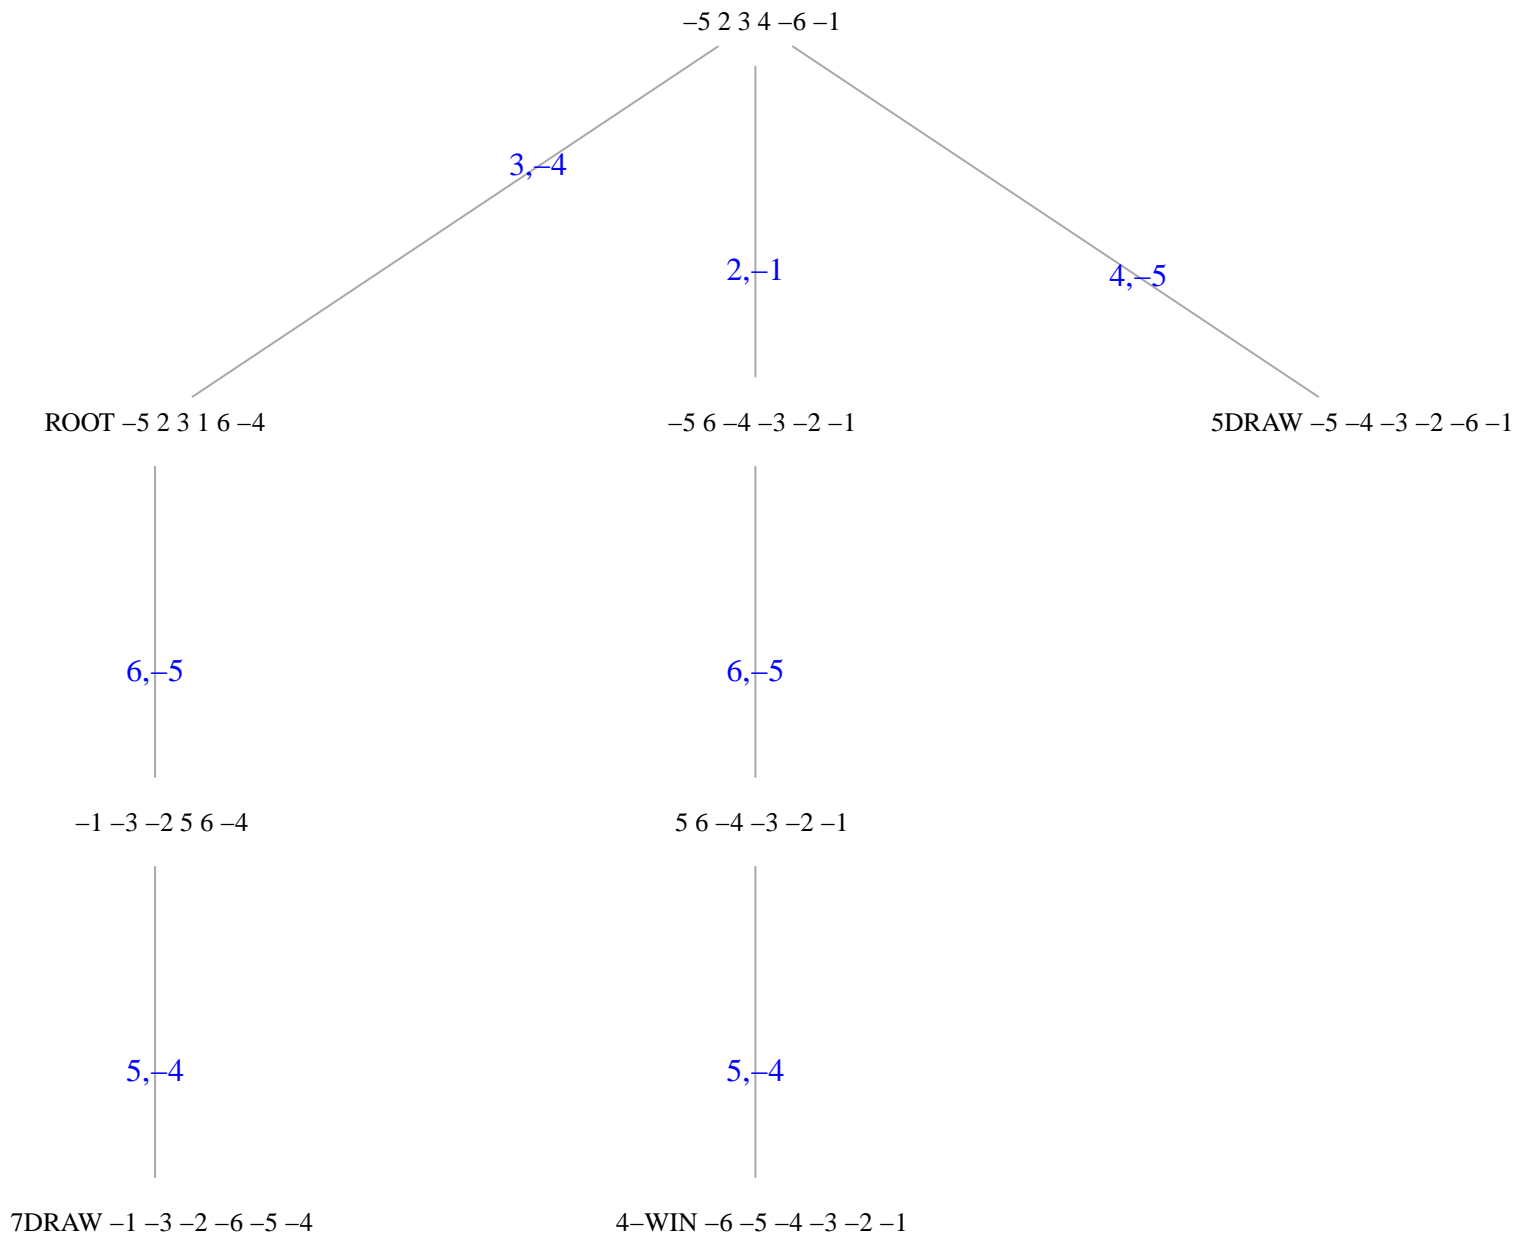 –5 2 3 4 –6 –1
3,–4
2,–1
4,–5
ROOT –5 2 3 1 6 –4
–5 6 –4 –3 –2 –1
5DRAW –5 –4 –3 –2 –6 –1
6,–5
6,–5
–1 –3 –2 5 6 –4
5 6 –4 –3 –2 –1
5,–4
5,–4
7DRAW –1 –3 –2 –6 –5 –4
4–WIN –6 –5 –4 –3 –2 –1